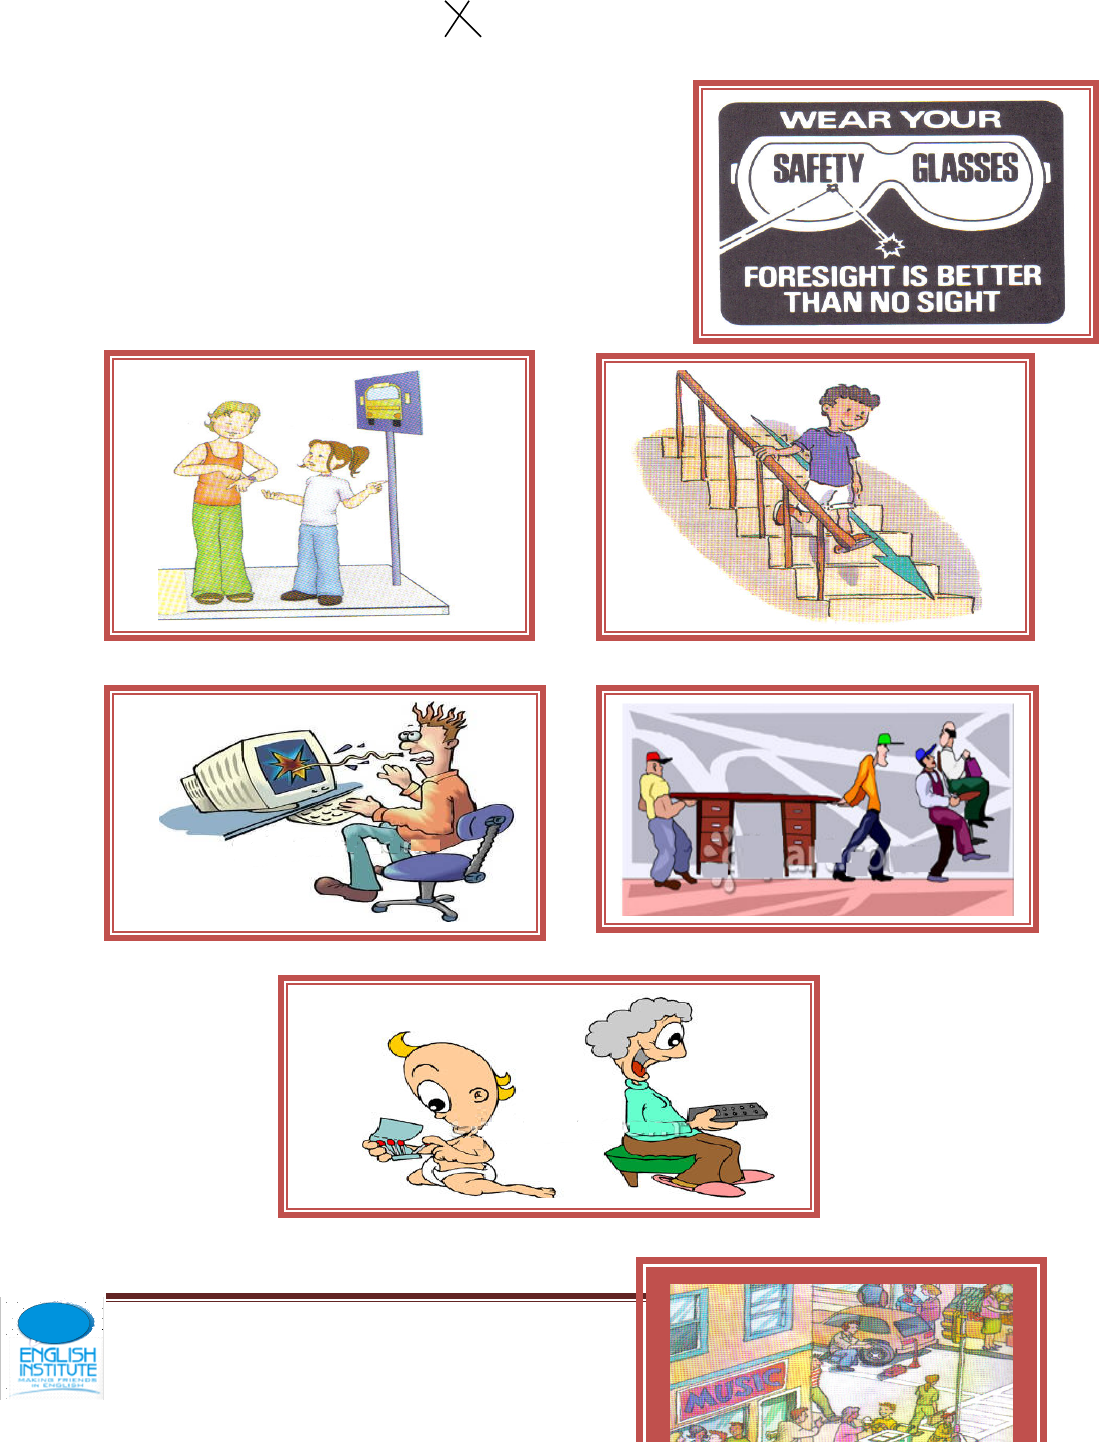 WEAR YOUR
SAFETY GLASSES
FORESIGHT IS BETTER
THAN NO SIGHT
ENGLISH
INSTITUTE
MAKING FRIENDS
IN ENGLISH
MUSIC